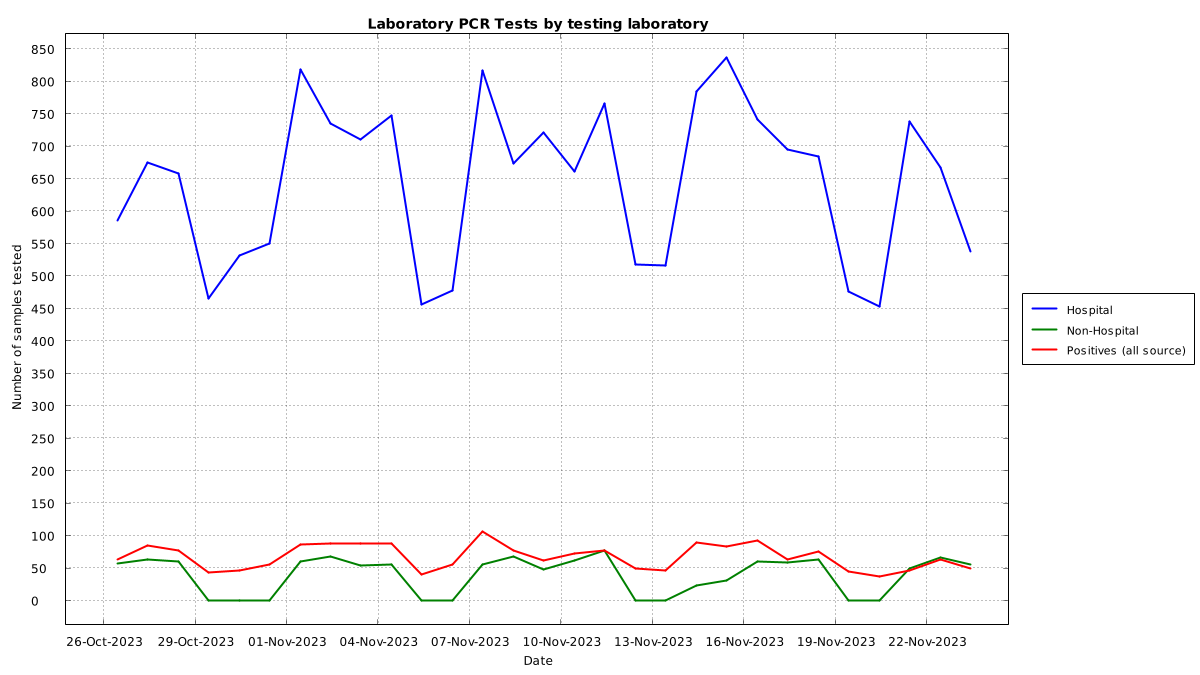 Laboratory PCR Tests by testing laboratory
850
800
750
700
650
600
550
500
450
400
350
300
250
200
150
100
50
0
Number of samples tested
26-Oct-2023 29-Oct-2023 01-Nov-2023 04-Nov-2023 07-Nov-2023 10-Nov-2023 13-Nov-2023 16-Nov-2023 19-Nov-2023 22-Nov-2023
Date
Hospital
Non-Hospital
Positives (all source)